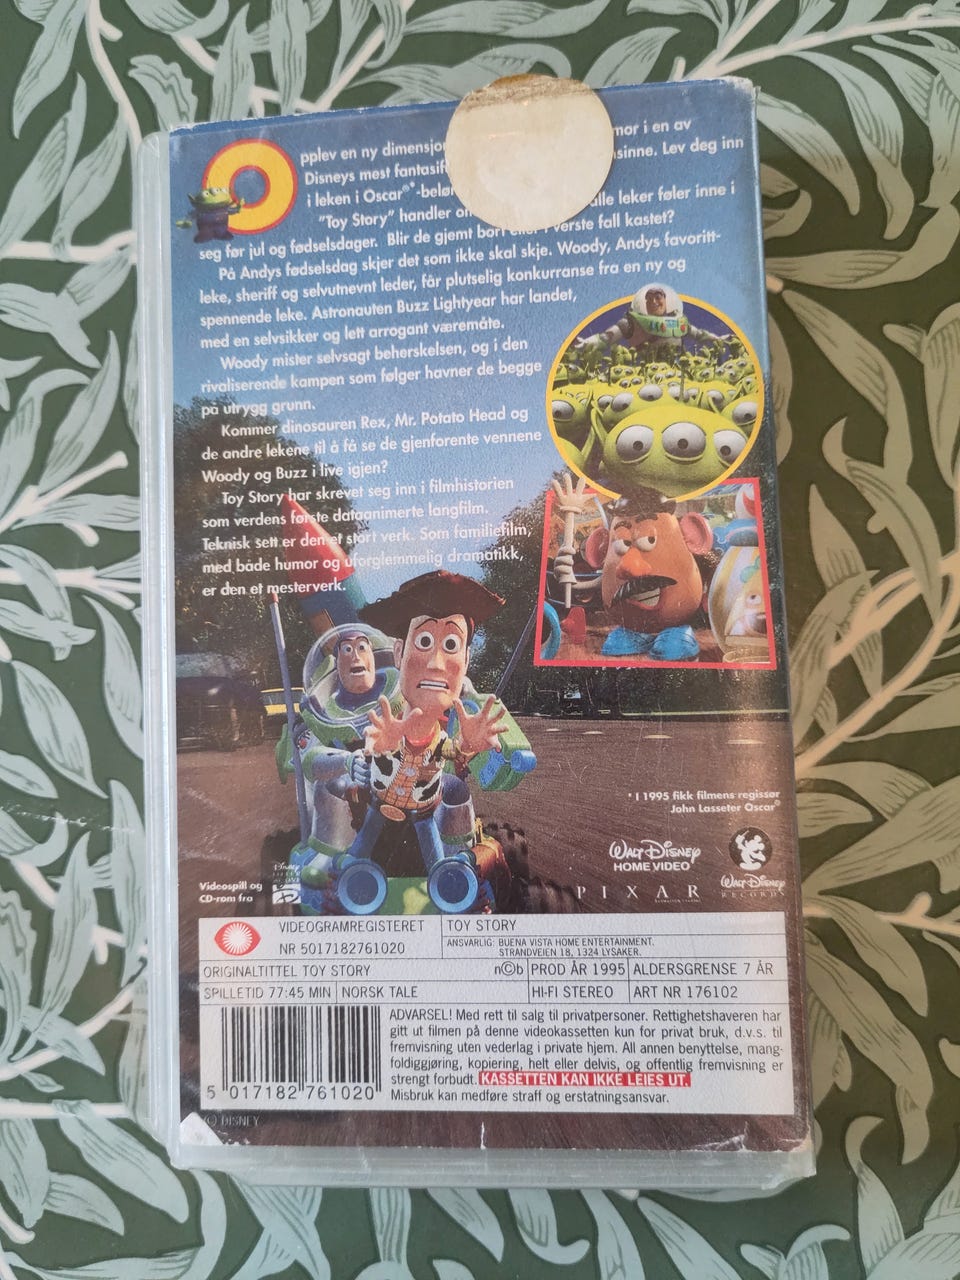 Opplev en ny dimensjo mor i en av
Disneys mest fantasif sinne. Lev deg inn
i leken i Oscar®*-beløn alle leker føler inne i
"Toy Story" handler
seg før jul og fødselsdager. Blir de gjemt bort eller i verste fall kastet?
På Andys fødselsdag skjer det som ikke skal skje. Woody, Andys favoritt-
leke, sheriff og selvutnevnt leder, får plutselig konkurranse fra en ny og
spennende leke. Astronauten Buzz Lightyear har landet,
med en selvsikker og lett arrogant væremåte.
Woody mister selvsagt beherskelsen, og i den
rivaliserende kampen som følger havner de begge
på utrygg grunn.
Kommer dinosauren Rex, Mr. Potato Head og
de andre lekene til å få se de gjenforente vennene
Woody og Buzz i live igjen?
Toy Story har skrevet seg inn i filmhistorien
som verdens første dataanimerte langfilm.
Teknisk sett er den et stort verk. Som familiefilm,
med både humor og uforglemmelig dramatikk,
er den et mesterverk.
* I 1995 fikk filmens regissør
John Lasseter Oscar®
WALT DISNEY
HOME VIDEO
Videospill og
CD-rom fra
Disney
PIXAR
ANIMATION STUDIOS
WALT DISNEY
RECORDS
VIDEOGRAMREGISTERET
NR 5017182761020
TOY STORY
ANSVARLIG: BUENA VISTA HOME ENTERTAINMENT.
STRANDVEIEN 18, 1324 LYSAKER.
ORIGINALTITTEL TOY STORY
n©b PROD ÅR 1995 ALDERSGRENSE 7 ÅR
SPILLETID 77:45 MIN NORSK TALE HI-FI STEREO ART NR 176102
ADVARSEL! Med rett til salg til privatpersoner. Rettighetshaveren har
gitt ut filmen på denne videokassetten kun for privat bruk, d.v.s. til
fremvisning uten vederlag i private hjem. All annen benyttelse, mang-
foldiggjøring, kopiering, helt eller delvis, og offentlig fremvisning er
strengt forbudt. KASSETTEN KAN IKKE LEIES UT.
Misbruk kan medføre straff og erstatningsansvar.
5 017182 761020
© DISNEY